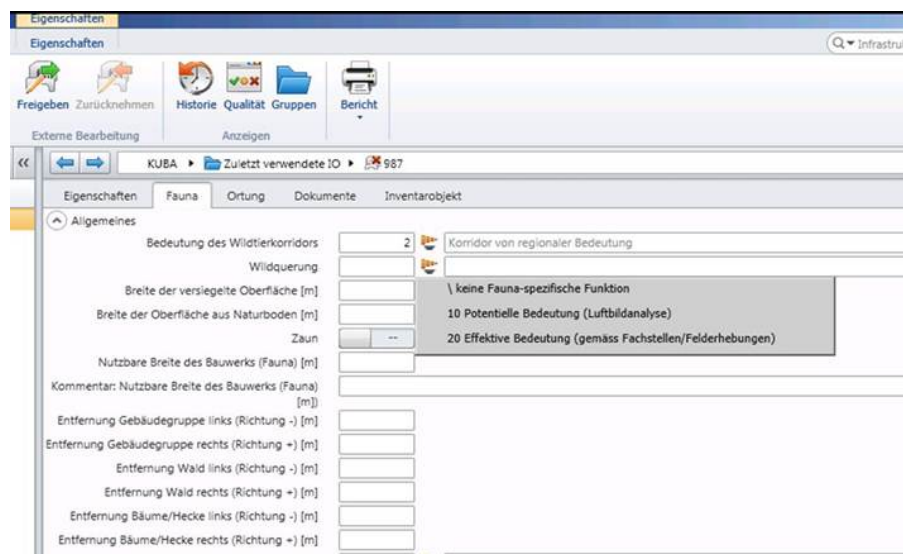 Eigenschaften
Eigenschaften
Infrastru
Freigeben Zurücknehmen Historie Qualität Gruppen Bericht
Externe Bearbeitung Anzeigen
KUBA Zuletzt verwendete IO 987
Eigenschaften Fauna Ortung Dokumente Inventarobjekt
Allgemeines
Bedeutung des Wildtierkorridors 2 Korridor von regionaler Bedeutung
Wildquerung
Breite der versiegelte Oberfläche [m] \ keine Fauna-spezifische Funktion
Breite der Oberfläche aus Naturboden [m] 10 Potentielle Bedeutung (Luftbildanalyse)
Zaun -- 20 Effektive Bedeutung (gemäss Fachstellen/Felderhebungen)
Nutzbare Breite des Bauwerks (Fauna) [m]
Kommentar: Nutzbare Breite des Bauwerks (Fauna)
[m])
Entfernung Gebäudegruppe links (Richtung -) [m]
Entfernung Gebäudegruppe rechts (Richtung +) [m]
Entfernung Wald links (Richtung -) [m]
Entfernung Wald rechts (Richtung +) [m]
Entfernung Bäume/Hecke links (Richtung -) [m]
Entfernung Bäume/Hecke rechts (Richtung +) [m]